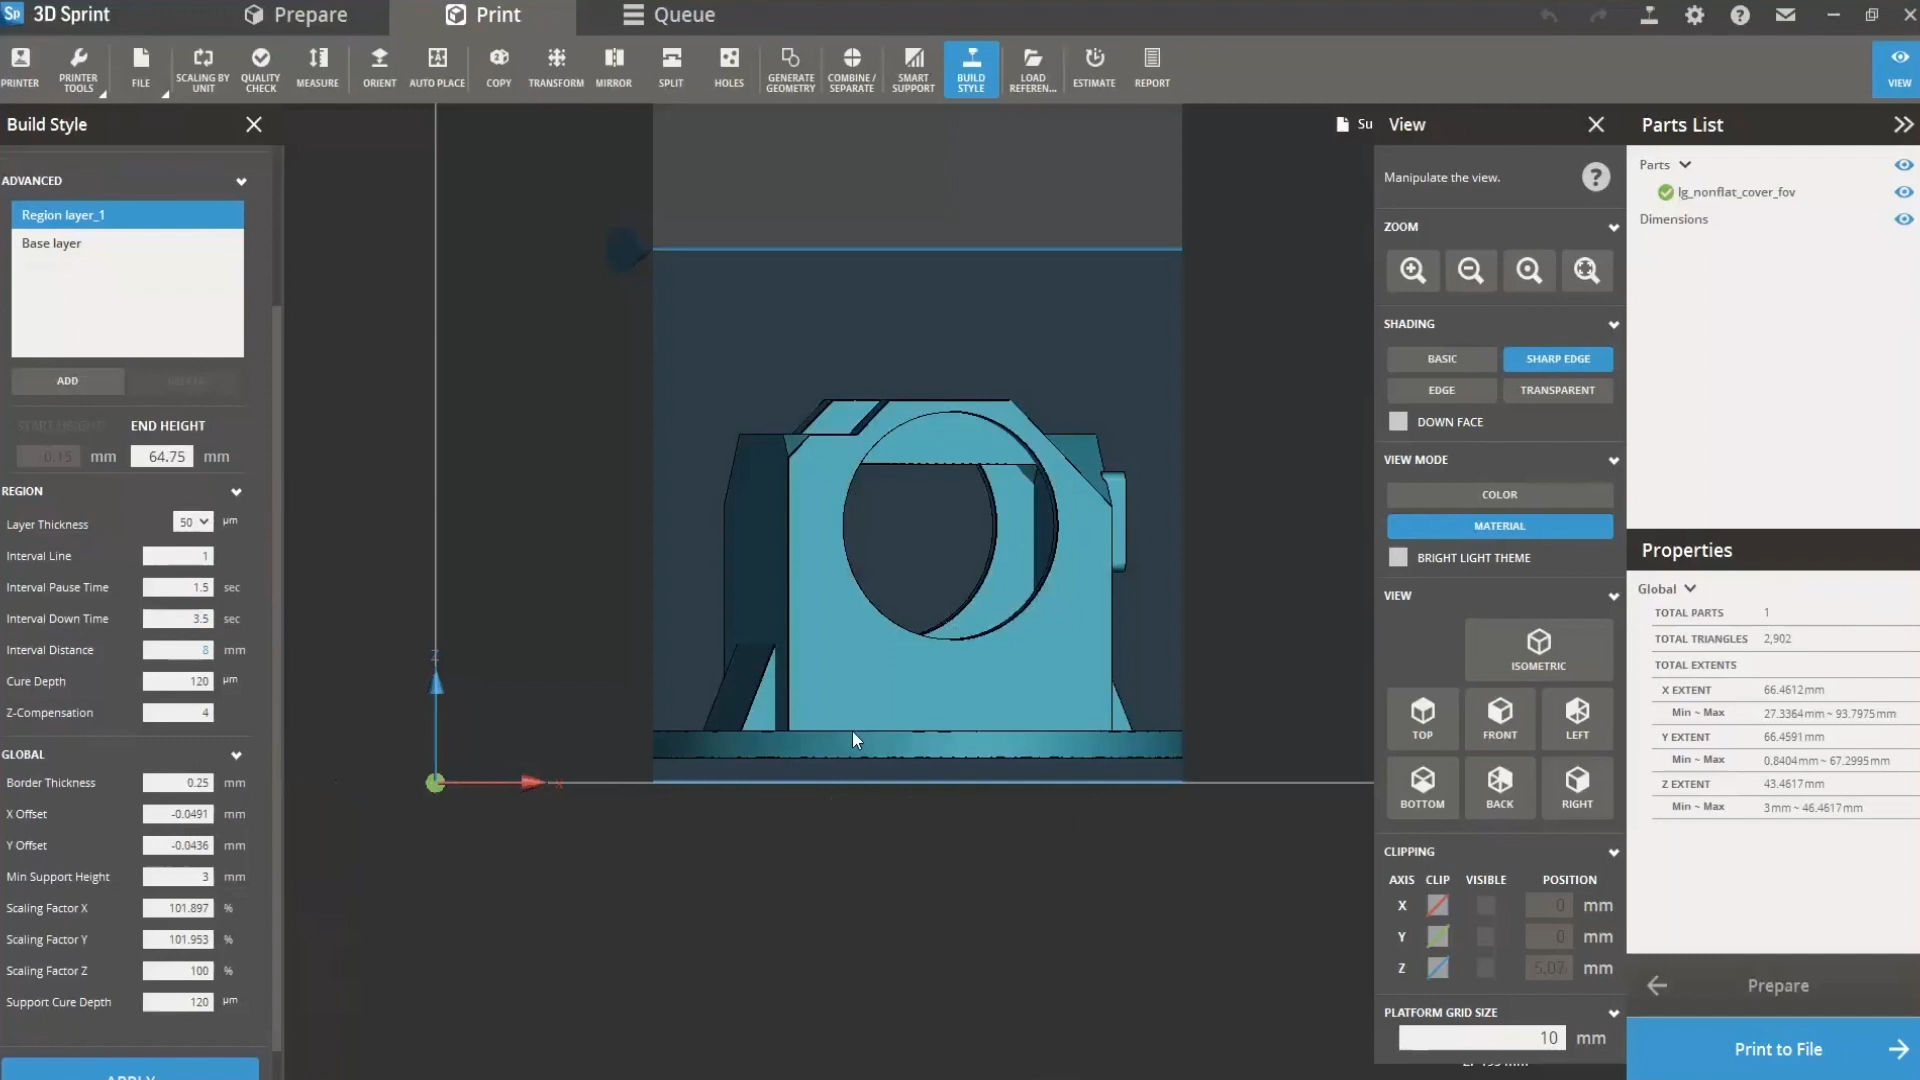 Sp 3D Sprint
Prepare
Print
Queue
PRINTER
PRINTER TOOLS
FILE
SCALING BY UNIT
QUALITY CHECK
MEASURE
ORIENT
AUTO PLACE
COPY
TRANSFORM
MIRROR
SPLIT
HOLES
GENERATE GEOMETRY
COMBINE / SEPARATE
SMART SUPPORT
BUILD STYLE
LOAD REFEREN...
ESTIMATE
REPORT
VIEW
Build Style
ADVANCED
Region layer_1
Base layer
ADD
START HEIGHT END HEIGHT
0.15 mm 64.75 mm
REGION
Layer Thickness 50 µm
Interval Line 1
Interval Pause Time 1.5 sec
Interval Down Time 3.5 sec
Interval Distance 8 mm
Cure Depth 120 µm
Z-Compensation 4
GLOBAL
Border Thickness 0.25 mm
X Offset -0.0491 mm
Y Offset -0.0436 mm
Min Support Height 3 mm
Scaling Factor X 101.897 %
Scaling Factor Y 101.953 %
Scaling Factor Z 100 %
Support Cure Depth 120 µm
APPLY
Z
X
Su
View
Manipulate the view.
?
ZOOM
SHADING
BASIC SHARP EDGE
EDGE TRANSPARENT
DOWN FACE
VIEW MODE
COLOR
MATERIAL
BRIGHT LIGHT THEME
VIEW
ISOMETRIC
TOP FRONT LEFT
BOTTOM BACK RIGHT
CLIPPING
AXIS CLIP VISIBLE POSITION
X 0 mm
Y 0 mm
Z 5.07 mm
PLATFORM GRID SIZE
10 mm
Parts List
Parts
lg_nonflat_cover_fov
Dimensions
Properties
Global
TOTAL PARTS 1
TOTAL TRIANGLES 2,902
TOTAL EXTENTS
X EXTENT 66.4612mm
Min ~ Max 27.3364mm ~ 93.7975mm
Y EXTENT 66.4591mm
Min ~ Max 0.8404mm ~ 67.2995mm
Z EXTENT 43.4617mm
Min ~ Max 3mm ~ 46.4617mm
Prepare
Print to File